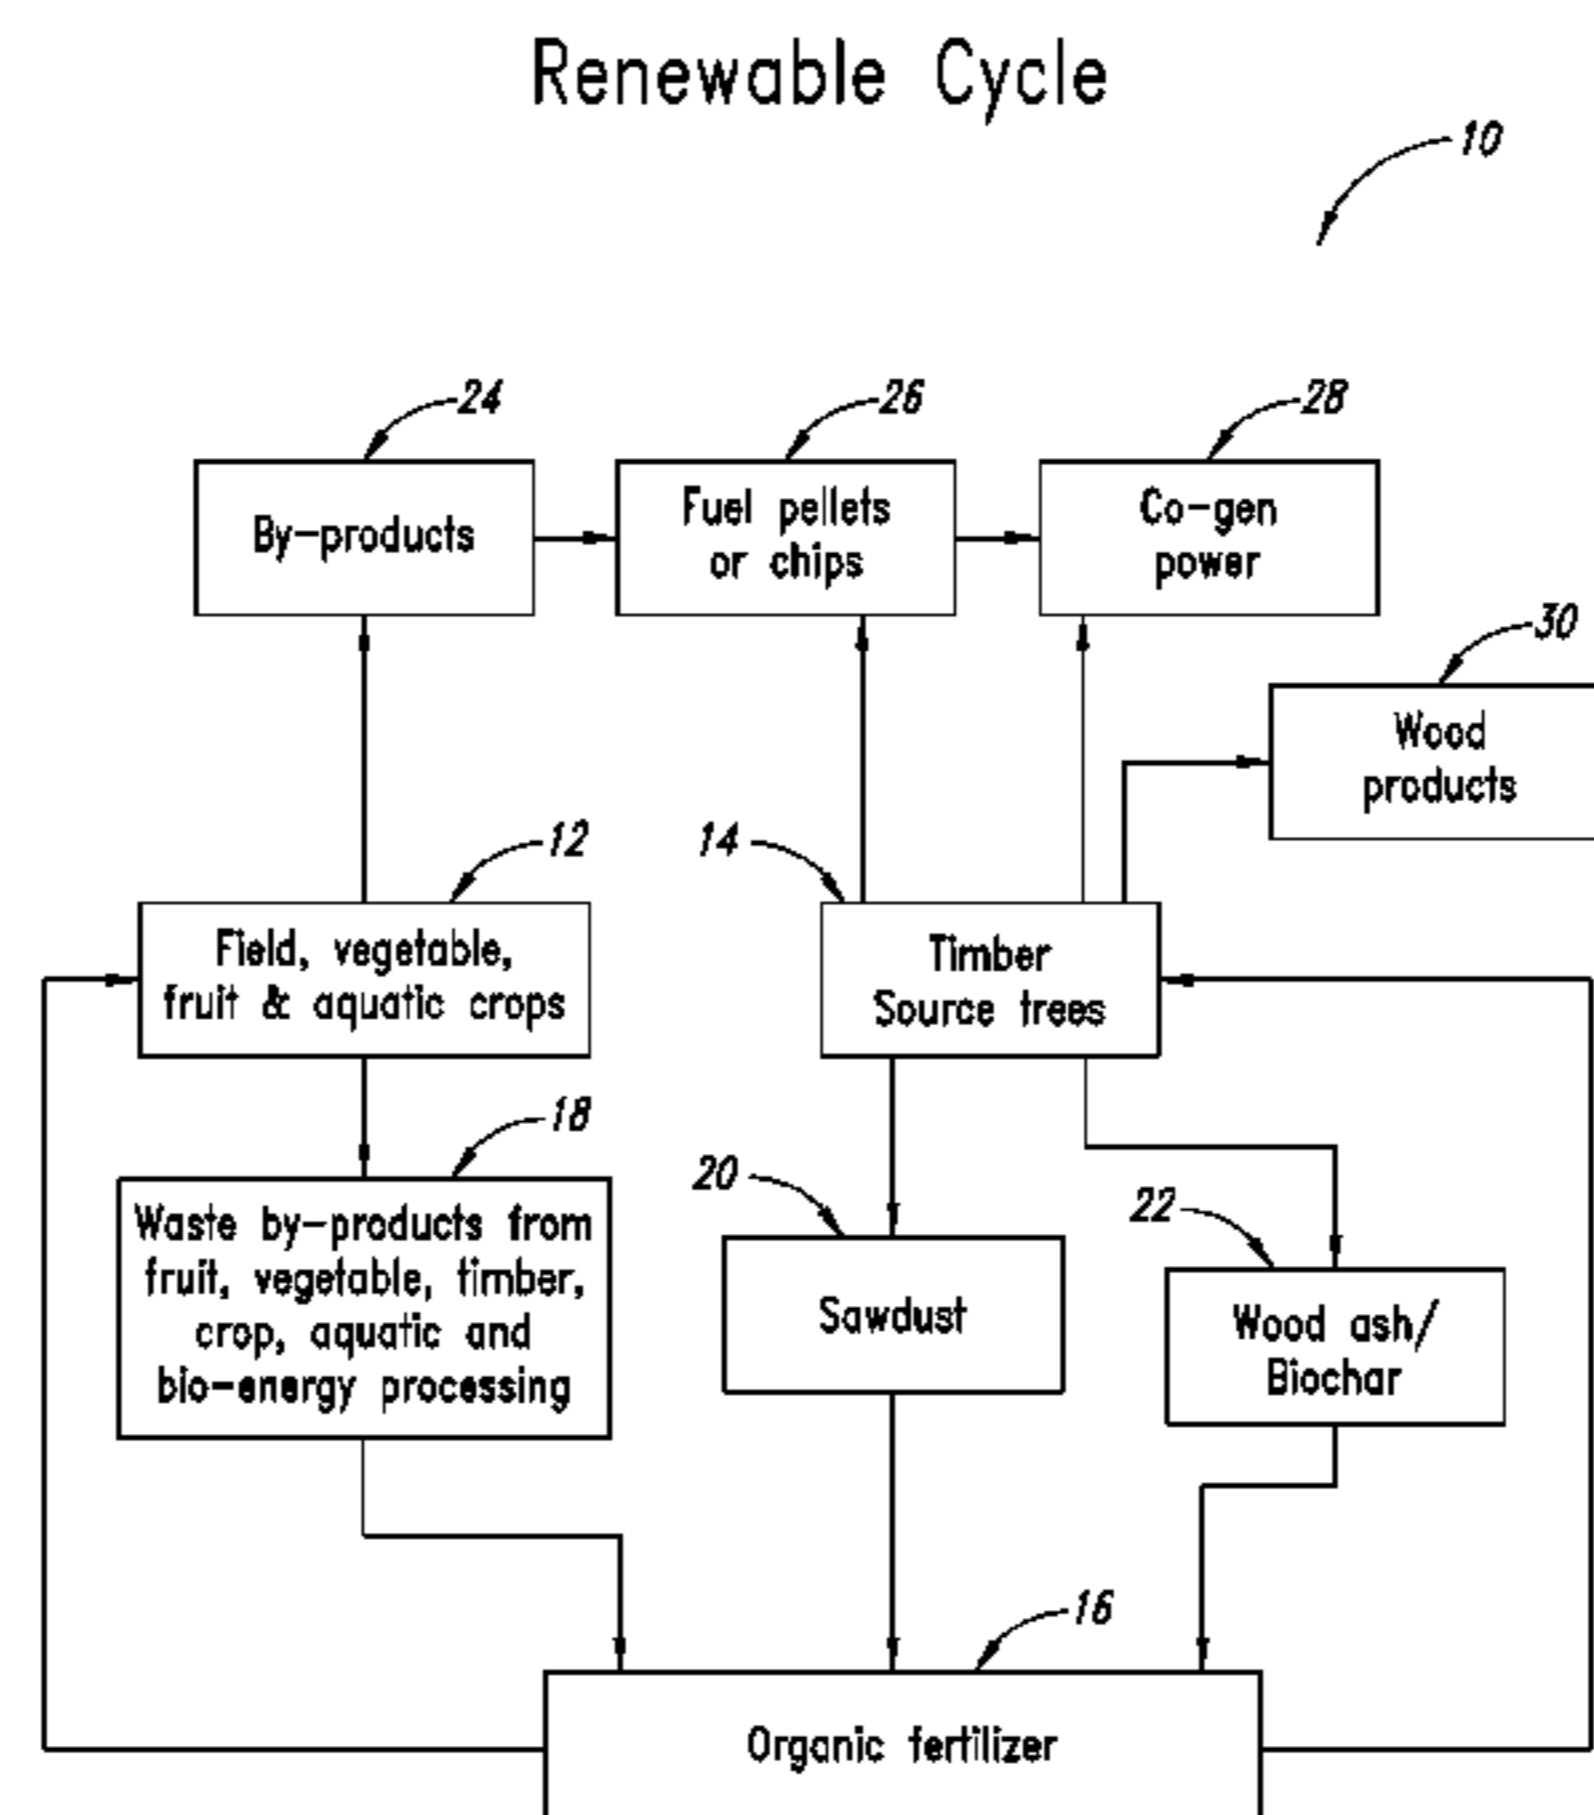 Renewable Cycle
10
24
26
28
By-products
Fuel pellets
or chips
Co-gen
power
30
Wood
products
12
14
Field, vegetable,
fruit & aquatic crops
Timber
Source trees
18
20
22
Waste by-products from
fruit, vegetable, timber,
crop, aquatic and
bio-energy processing
Sawdust
Wood ash/
Biochar
16
Organic fertilizer